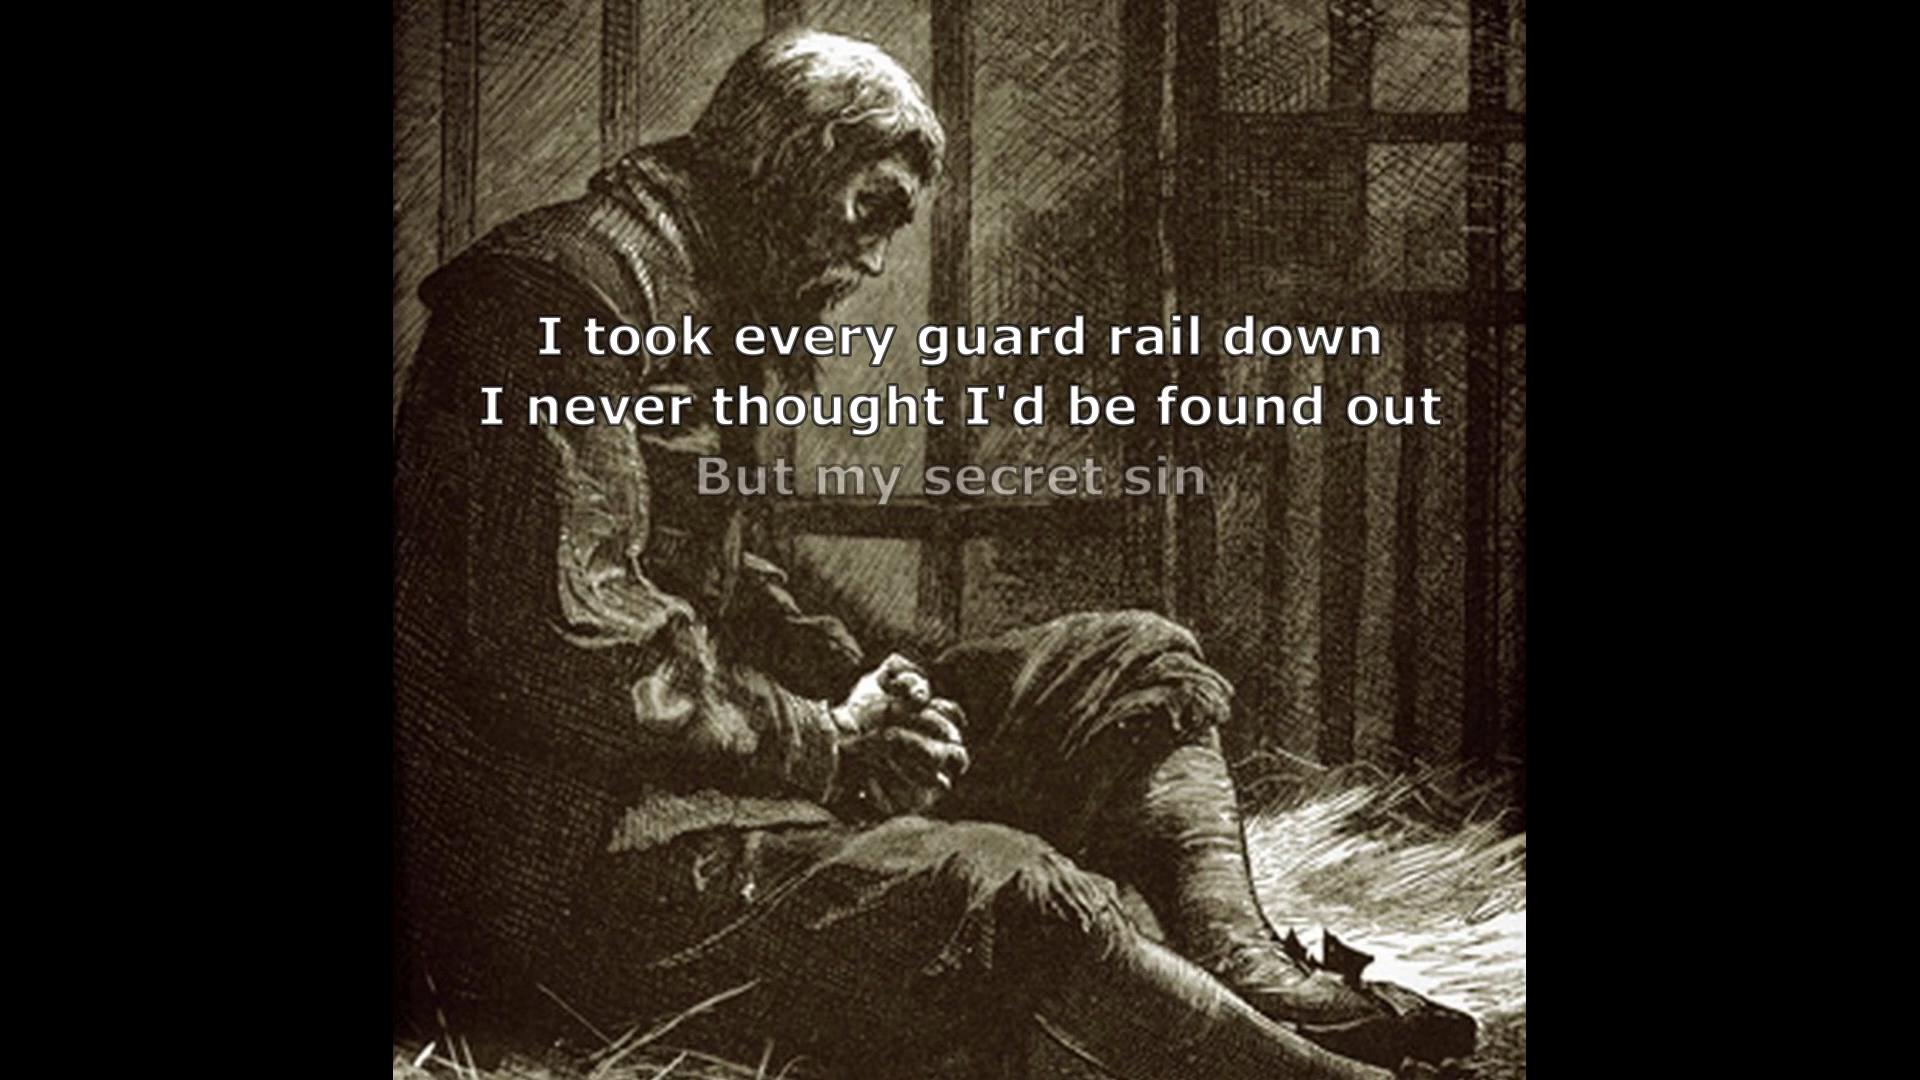 I took every guard rail down
I never thought I'd be found out
But my secret sin